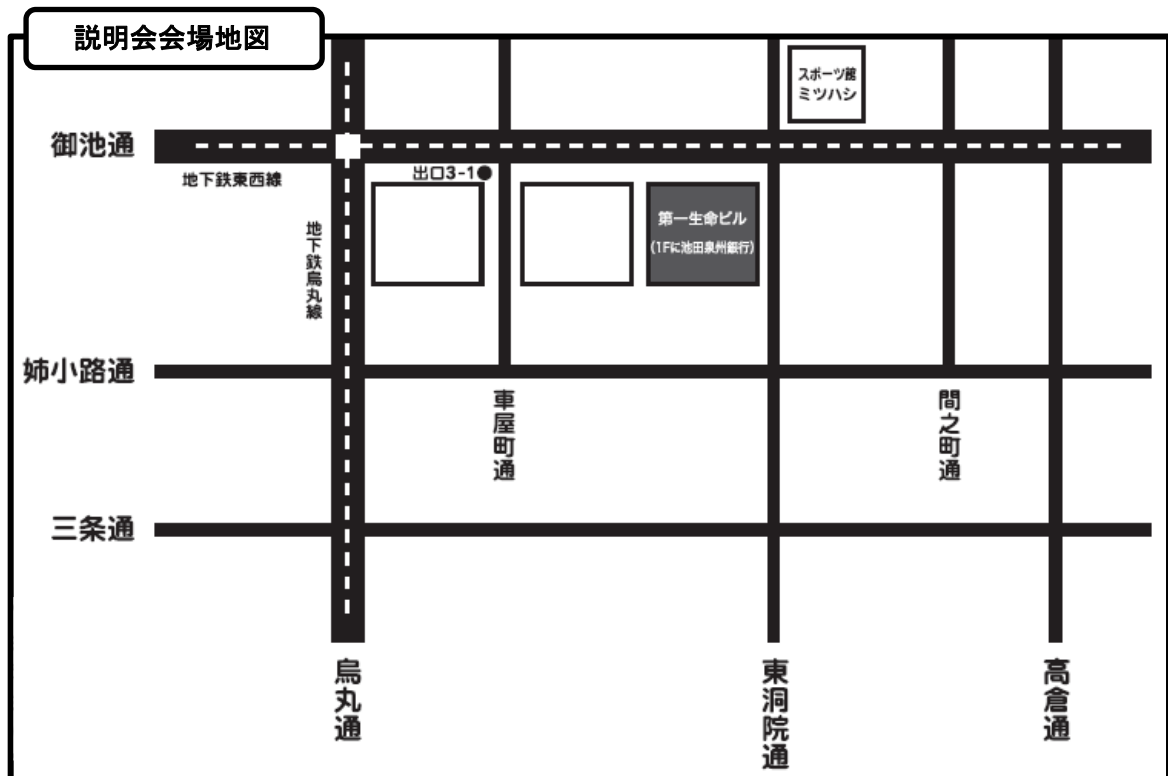 説明会会場地図
スポーツ館
ミツハシ
御池通
出口3-1●
地下鉄東西線
地下鉄烏丸線
第一生命ビル
(1Fに池田泉州銀行)
姉小路通
車屋町通
間之町通
三条通
烏丸通
東洞院通
高倉通